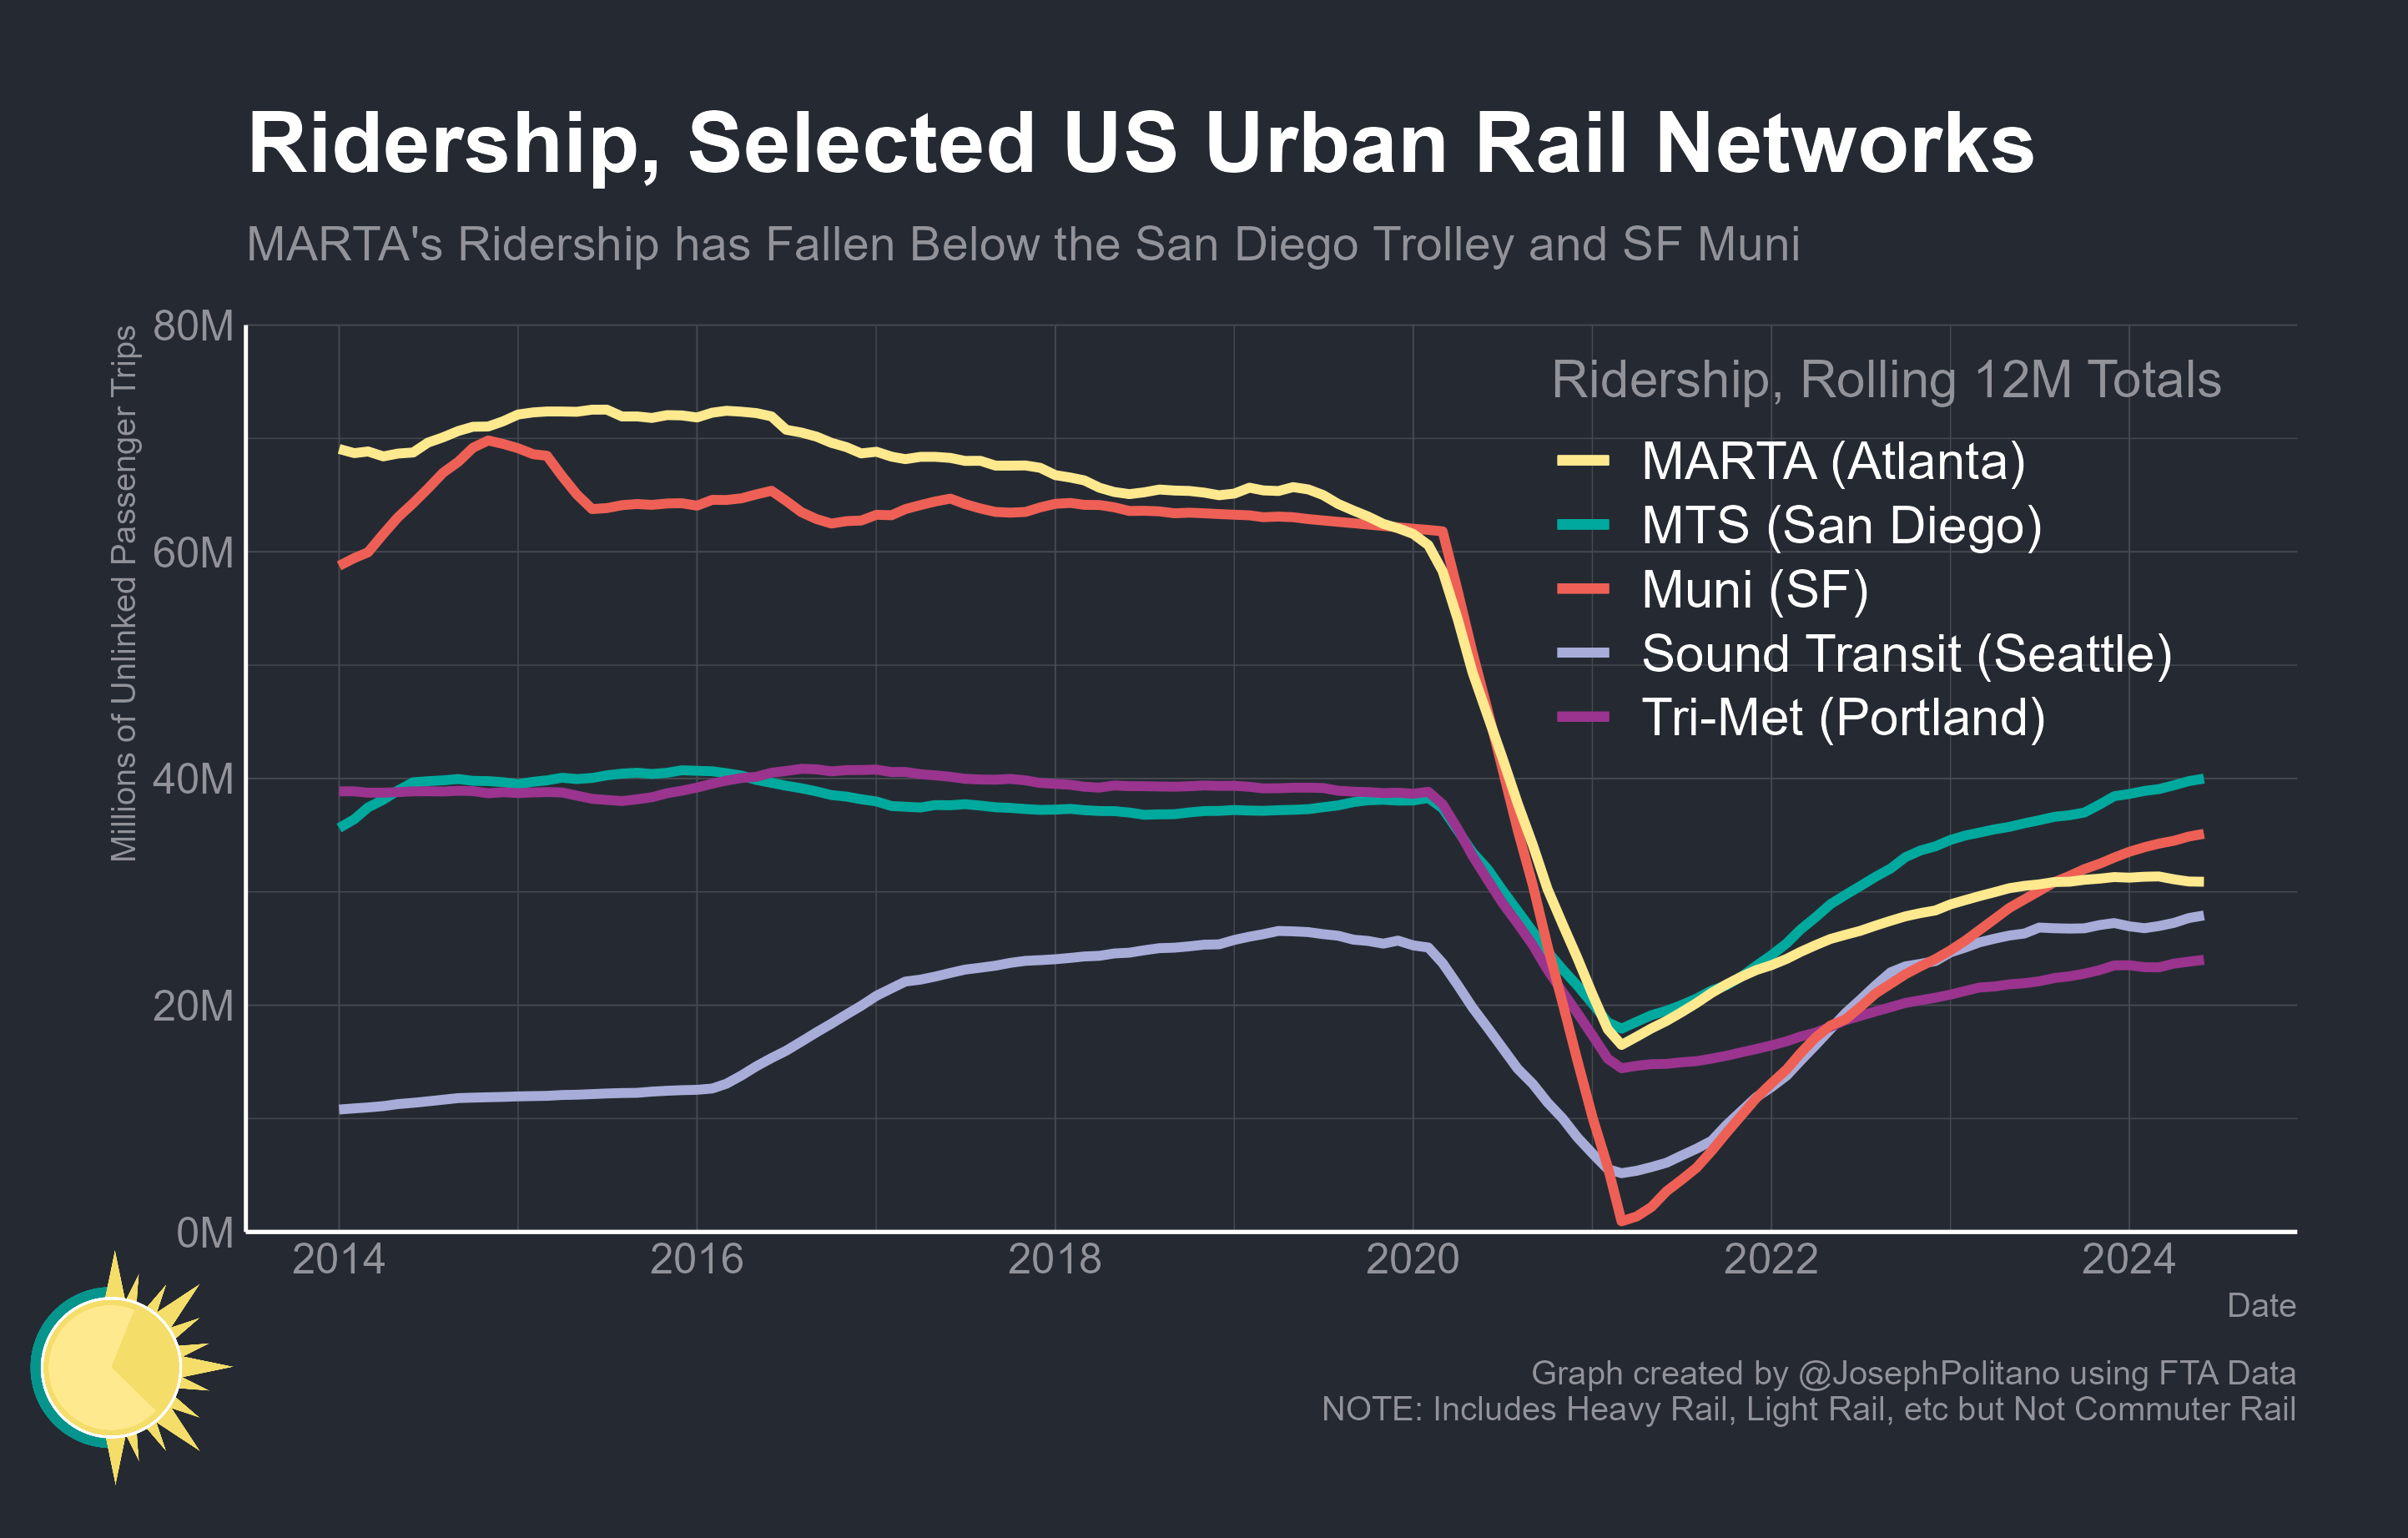 Ridership, Selected US Urban Rail Networks
MARTA's Ridership has Fallen Below the San Diego Trolley and SF Muni
Millions of Unlinked Passenger Trips
80M
60M
40M
20M
0M
Ridership, Rolling 12M Totals
MARTA (Atlanta)
MTS (San Diego)
Muni (SF)
Sound Transit (Seattle)
Tri-Met (Portland)
2014 2016 2018 2020 2022 2024
Date
Graph created by @JosephPolitano using FTA Data
NOTE: Includes Heavy Rail, Light Rail, etc but Not Commuter Rail